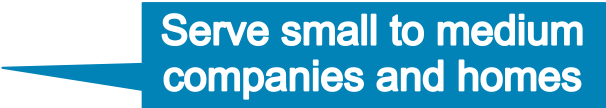 Serve small to medium
companies and homes